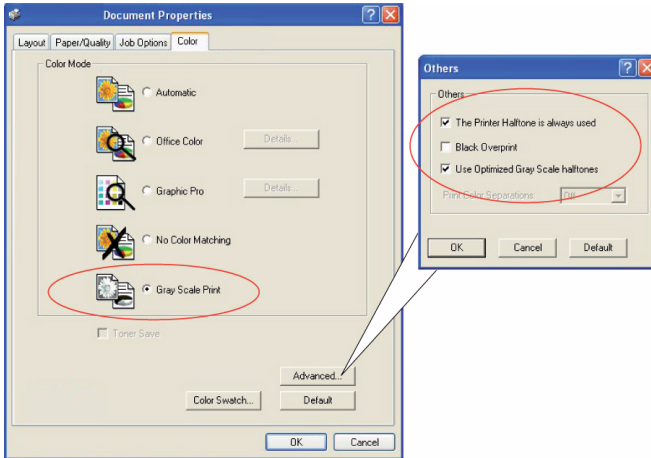 Document Properties
Layout Paper/Quality Job Options Color
Color Mode
Automatic
Office Color Details...
Graphic Pro Details...
No Color Matching
Gray Scale Print
Toner Save
Advanced...
Color Swatch... Default
OK Cancel
Others
Others
The Printer Halftone is always used
Black Overprint
Use Optimized Gray Scale halftones
Print Color Separations: Off
OK Cancel Default